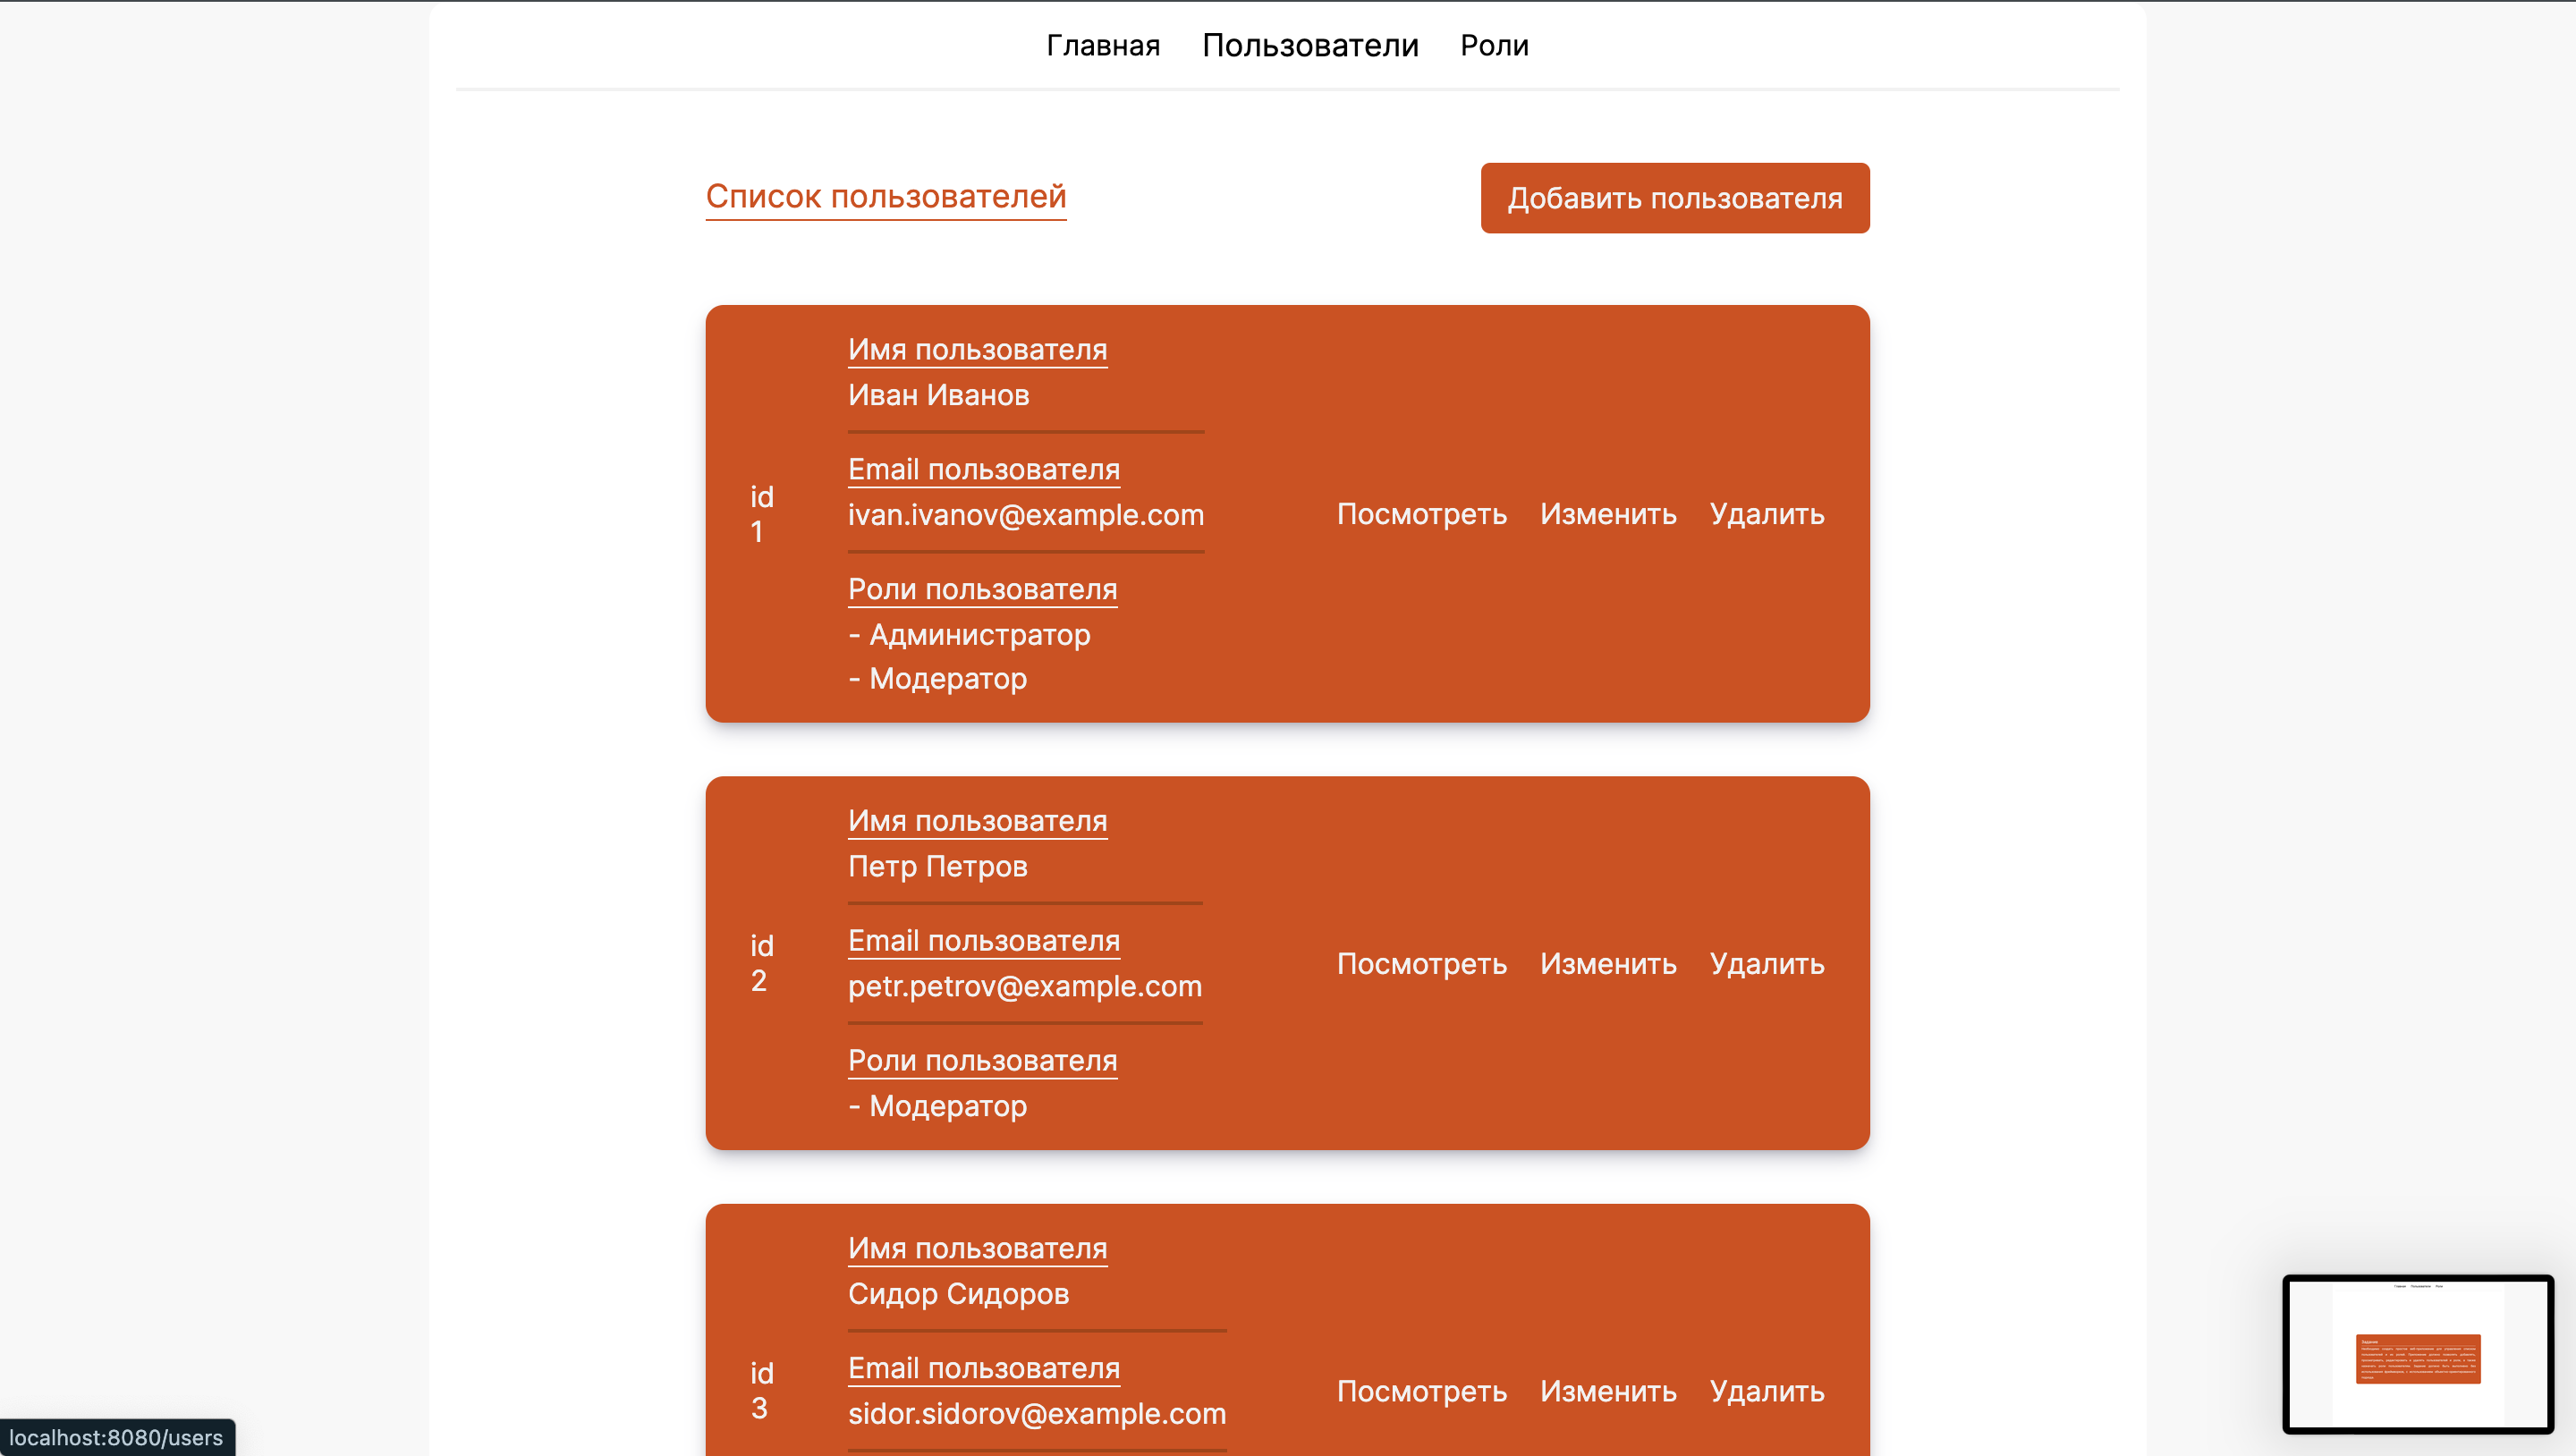 Главная Пользователи Роли
Список пользователей
Добавить пользователя
Имя пользователя
Иван Иванов
Email пользователя
id
1
ivan.ivanov@example.com
Посмотреть Изменить Удалить
Роли пользователя
- Администратор
- Модератор
Имя пользователя
Петр Петров
Email пользователя
id
2
petr.petrov@example.com
Посмотреть Изменить Удалить
Роли пользователя
- Модератор
Имя пользователя
Сидор Сидоров
Email пользователя
id
3
sidor.sidorov@example.com
Посмотреть Изменить Удалить
localhost:8080/users